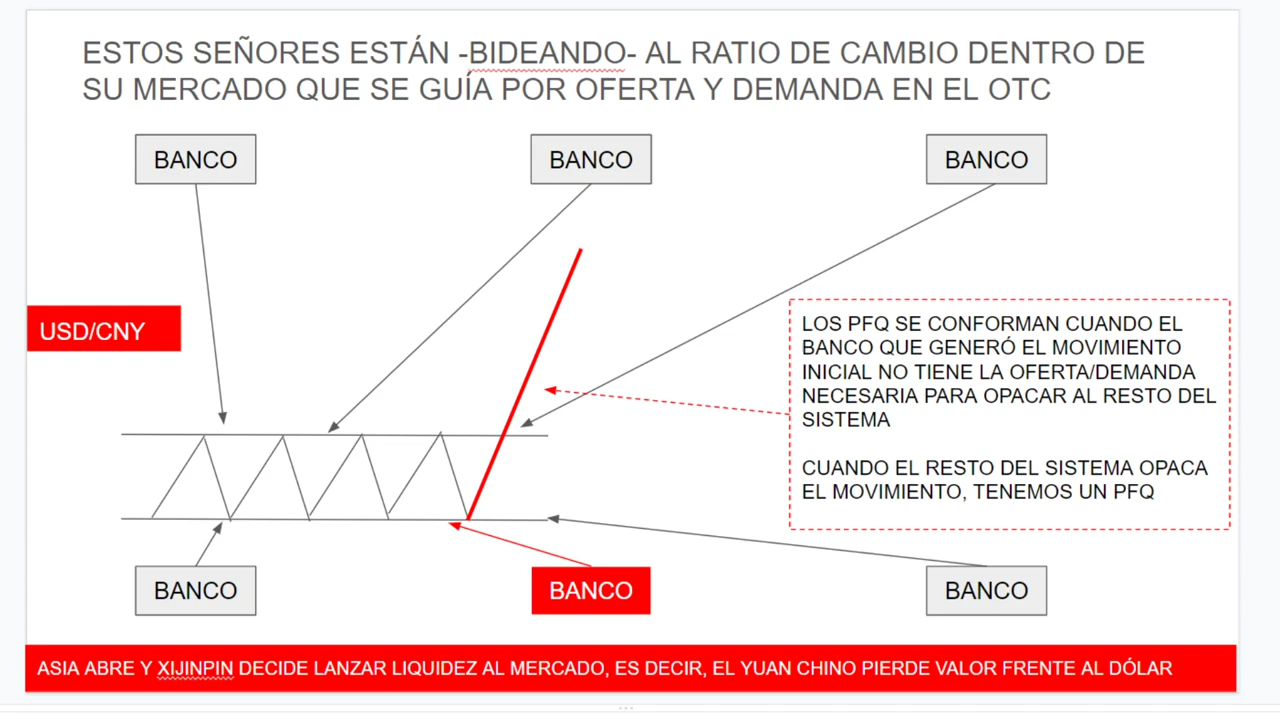 ESTOS SEÑORES ESTÁN -BIDEANDO- AL RATIO DE CAMBIO DENTRO DE
SU MERCADO QUE SE GUÍA POR OFERTA Y DEMANDA EN EL OTC
BANCO
BANCO
BANCO
USD/CNY
LOS PFQ SE CONFORMAN CUANDO EL
BANCO QUE GENERÓ EL MOVIMIENTO
INICIAL NO TIENE LA OFERTA/DEMANDA
NECESARIA PARA OPACAR AL RESTO DEL
SISTEMA
CUANDO EL RESTO DEL SISTEMA OPACA
EL MOVIMIENTO, TENEMOS UN PFQ
BANCO
BANCO
BANCO
ASIA ABRE Y XIJINPIN DECIDE LANZAR LIQUIDEZ AL MERCADO, ES DECIR, EL YUAN CHINO PIERDE VALOR FRENTE AL DÓLAR